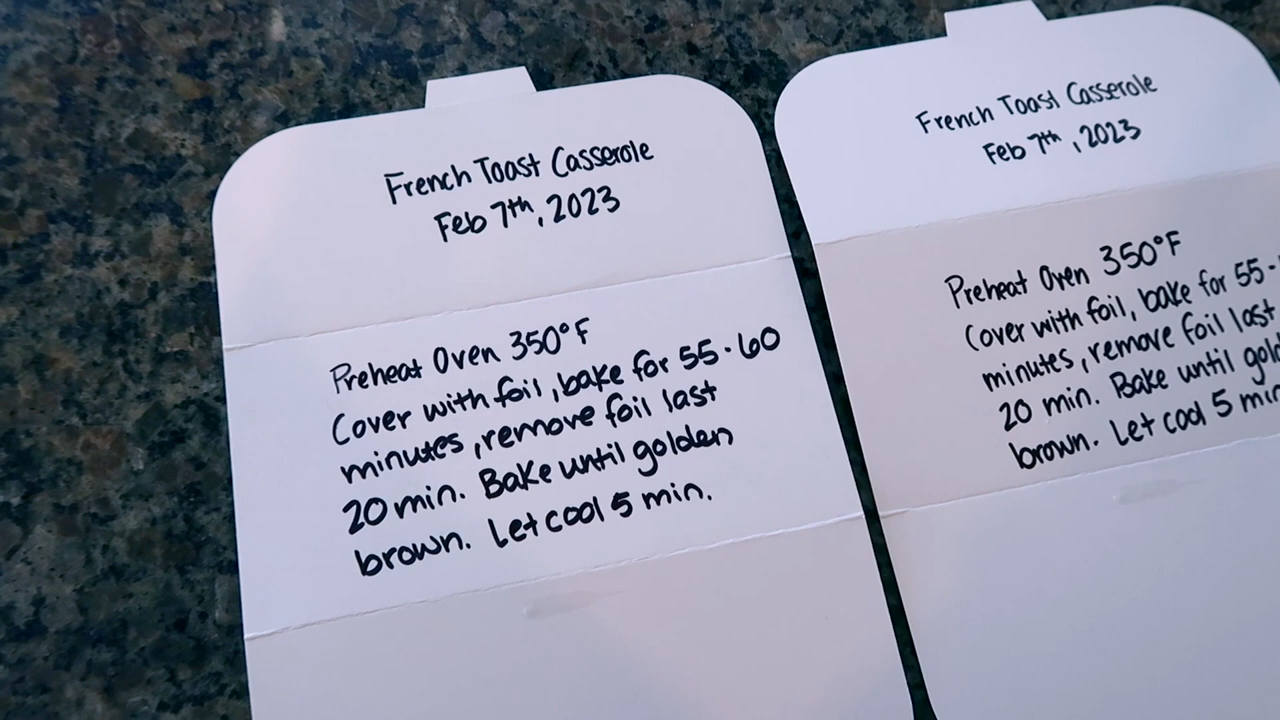 French Toast Casserole
Feb 7th, 2023
Preheat Oven 350°F
Cover with foil, bake for 55-60
minutes, remove foil last
20 min. Bake until golden
brown. Let cool 5 min.
French Toast Casserole
Feb 7th, 2023
Preheat Oven 350°F
Cover with foil, bake for 55-
minutes, remove foil last
20 min. Bake until
brown. Let cool 5